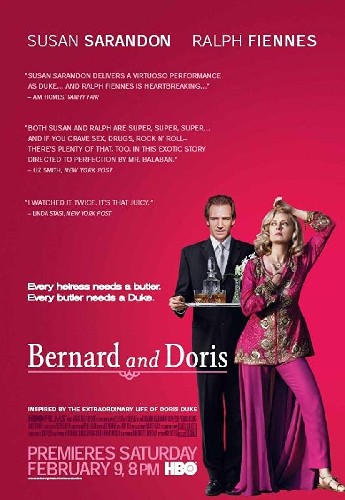 SUSAN SARANDON RALPH FIENNES
"SUSAN SARANDON DELIVERS A VIRTUOSO PERFORMANCE
AS DUKE... AND RALPH FIENNES IS HEARTBREAKING..."
– AM HOMES, VANITY FAIR
"BOTH SUSAN AND RALPH ARE SUPER, SUPER, SUPER...
AND IF YOU CRAVE SEX, DRUGS, ROCK N' ROLL–
THERE'S PLENTY OF THAT, TOO, IN THIS EXOTIC STORY
DIRECTED TO PERFECTION BY MR. BALABAN."
– LIZ SMITH, NEW YORK POST
"I WATCHED IT TWICE. IT'S THAT JUICY."
– LINDA STASI, NEW YORK POST
Every heiress needs a butler.
Every butler needs a Duke.
Bernard and Doris
INSPIRED BY THE EXTRAORDINARY LIFE OF DORIS DUKE
PREMIERES SATURDAY
FEBRUARY 9, 8PM HBO